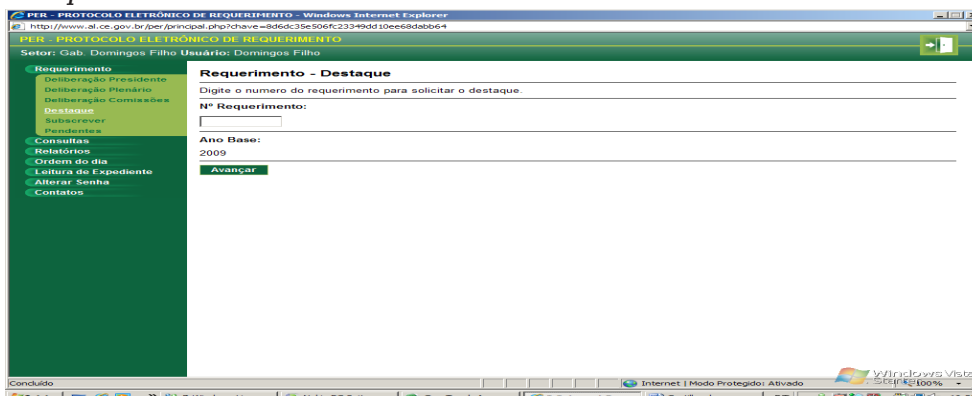 PER - PROTOCOLO ELETRÔNICO DE REQUERIMENTO - Windows Internet Explorer
http://www.al.ce.gov.br/per/principal.php?chave=8d6dc35e506fc23349dd10ee68dabb64
PER - PROTOCOLO ELETRÔNICO DE REQUERIMENTO
Setor: Gab. Domingos Filho Usuário: Domingos Filho
Requerimento
Deliberação Presidente
Deliberação Plenário
Deliberação Comissões
Destaque
Subscrever
Pendentes
Consultas
Relatórios
Ordem do dia
Leitura de Expediente
Alterar Senha
Contatos
Requerimento - Destaque
Digite o numero do requerimento para solicitar o destaque.
Nº Requerimento:
Ano Base:
2009
Avançar
Windows Vista
Concluído
Internet | Modo Protegido: Ativado
100%